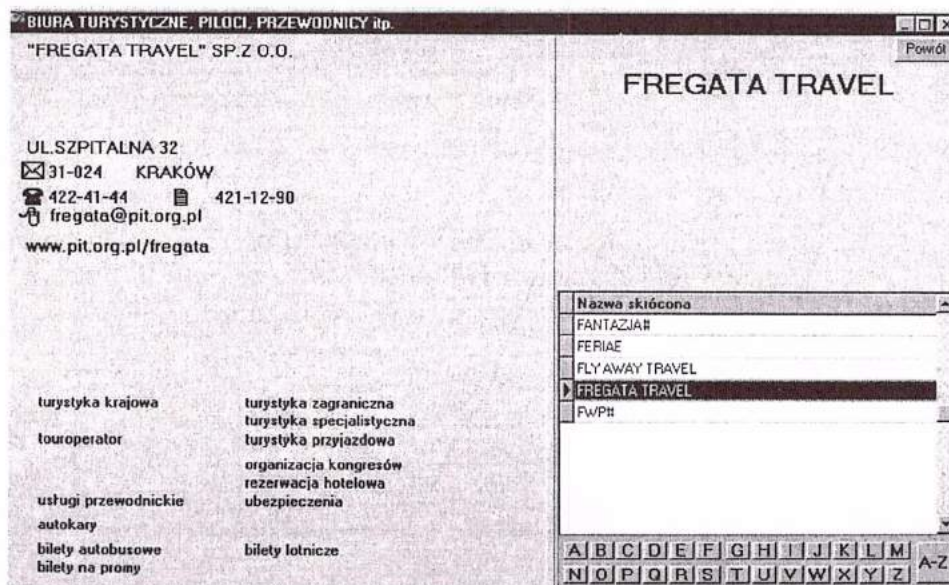 BIURA TURYSTYCZNE, PILOCI, PRZEWODNICY itp.
"FREGATA TRAVEL" SP.Z O.O.
Powrót
FREGATA TRAVEL
UL.SZPITALNA 32
31-024 KRAKÓW
422-41-44 421-12-90
fregata@pit.org.pl
www.pit.org.pl/fregata
Nazwa skrócona
FANTAZJA#
FERIAE
FLY AWAY TRAVEL
FREGATA TRAVEL
FWP#
turystyka krajowa turystyka zagraniczna
turystyka specjalistyczna
touroperator turystyka przyjazdowa
organizacja kongresów
rezerwacja hotelowa
usługi przewodnickie ubezpieczenia
autokary
bilety autobusowe bilety lotnicze
bilety na promy
A B C D E F G H I J K L M
N O P Q R S T U V W X Y Z
A-Z